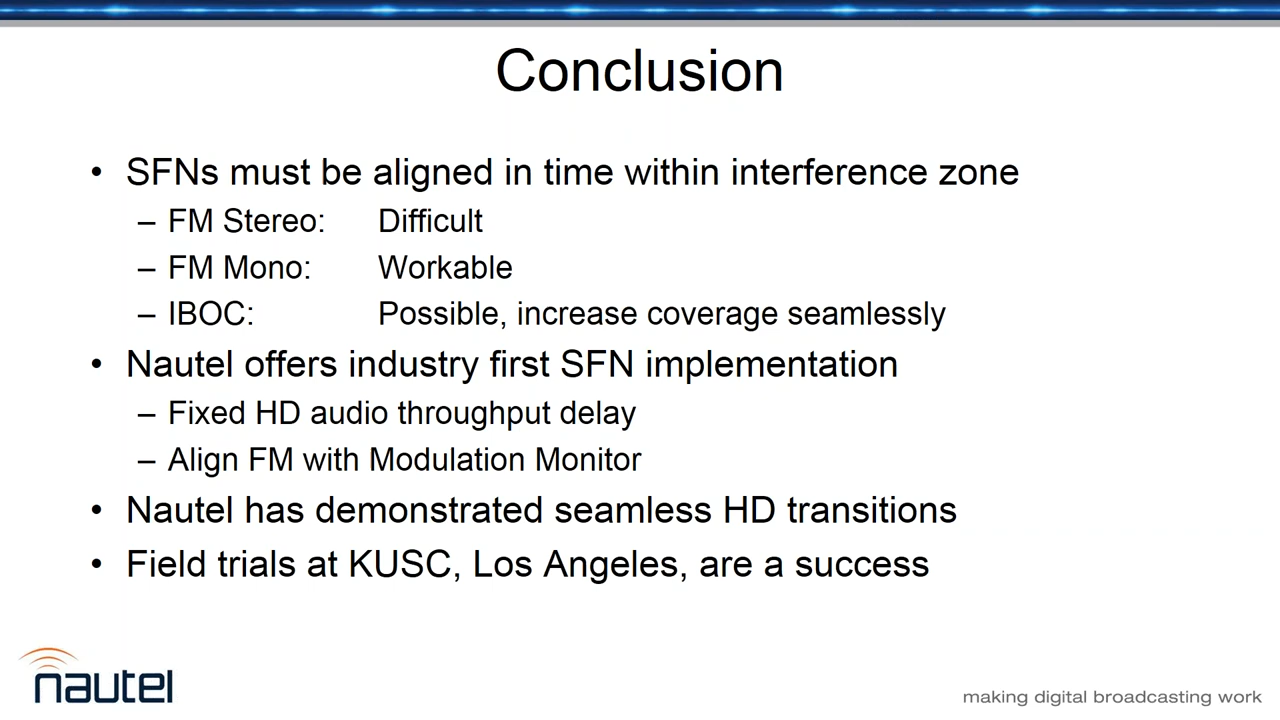 Conclusion
• SFNs must be aligned in time within interference zone
– FM Stereo: Difficult
– FM Mono: Workable
– IBOC: Possible, increase coverage seamlessly
• Nautel offers industry first SFN implementation
– Fixed HD audio throughput delay
– Align FM with Modulation Monitor
• Nautel has demonstrated seamless HD transitions
• Field trials at KUSC, Los Angeles, are a success
nautel
making digital broadcasting work